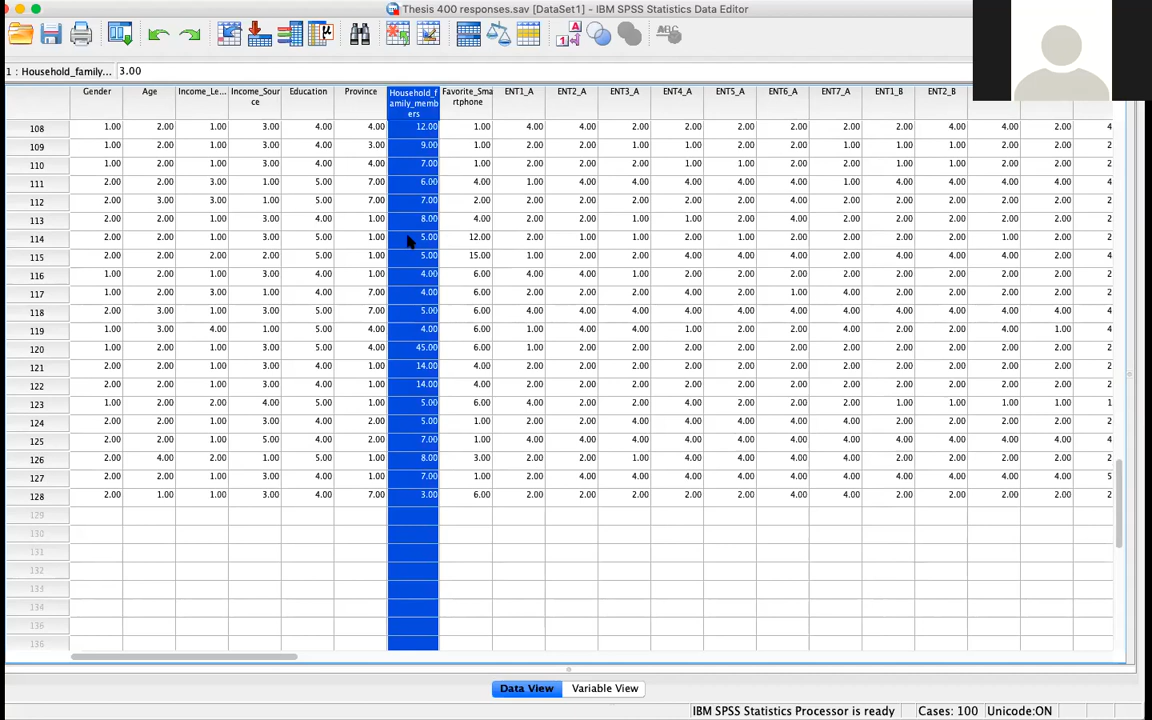 Thesis 400 responses.sav [DataSet1] - IBM SPSS Statistics Data Editor
1 : Household_family... 3.00
Gender Age Income_Le... Income_Sour ce Education Province Household_f amily_memb ers Favorite_Sma rtphone ENT1_A ENT2_A ENT3_A ENT4_A ENT5_A ENT6_A ENT7_A ENT1_B ENT2_B
108 1.00 2.00 1.00 3.00 4.00 4.00 12.00 1.00 4.00 4.00 2.00 2.00 2.00 2.00 2.00 2.00 4.00 4.00 2.00 4
109 1.00 2.00 1.00 3.00 4.00 3.00 9.00 1.00 2.00 2.00 1.00 1.00 2.00 2.00 2.00 1.00 1.00 2.00 2.00 2
110 1.00 2.00 1.00 3.00 4.00 4.00 7.00 1.00 2.00 2.00 2.00 1.00 1.00 2.00 2.00 1.00 1.00 2.00 2.00 2
111 2.00 2.00 3.00 1.00 5.00 7.00 6.00 4.00 1.00 4.00 4.00 4.00 4.00 4.00 1.00 4.00 4.00 4.00 4.00 4
112 2.00 3.00 3.00 1.00 5.00 7.00 7.00 2.00 2.00 2.00 2.00 2.00 2.00 4.00 2.00 2.00 2.00 2.00 2.00 2
113 2.00 2.00 1.00 3.00 4.00 1.00 8.00 4.00 2.00 2.00 1.00 1.00 2.00 2.00 2.00 2.00 2.00 2.00 2.00 2
114 2.00 2.00 1.00 3.00 5.00 1.00 5.00 12.00 2.00 1.00 1.00 2.00 1.00 2.00 2.00 2.00 2.00 1.00 2.00 2
115 2.00 2.00 2.00 2.00 5.00 1.00 5.00 15.00 1.00 2.00 2.00 4.00 4.00 4.00 4.00 2.00 4.00 2.00 2.00 4
116 1.00 2.00 1.00 3.00 4.00 1.00 4.00 6.00 4.00 4.00 1.00 2.00 2.00 2.00 2.00 2.00 2.00 2.00 2.00 2
117 1.00 2.00 3.00 1.00 4.00 7.00 4.00 6.00 2.00 2.00 2.00 4.00 2.00 1.00 4.00 2.00 2.00 2.00 2.00 2
118 2.00 3.00 1.00 1.00 5.00 7.00 5.00 6.00 4.00 4.00 4.00 4.00 4.00 4.00 4.00 4.00 4.00 4.00 4.00 2
119 1.00 3.00 4.00 1.00 5.00 4.00 4.00 6.00 1.00 4.00 4.00 1.00 2.00 4.00 4.00 2.00 2.00 4.00 1.00 4
120 2.00 2.00 1.00 3.00 5.00 4.00 45.00 6.00 1.00 2.00 2.00 2.00 2.00 2.00 2.00 2.00 2.00 2.00 2.00 2
121 2.00 2.00 1.00 3.00 4.00 1.00 14.00 4.00 2.00 2.00 2.00 2.00 2.00 2.00 2.00 2.00 2.00 2.00 2.00 2
122 2.00 2.00 1.00 3.00 4.00 1.00 14.00 4.00 2.00 2.00 2.00 2.00 2.00 2.00 2.00 2.00 2.00 2.00 2.00 2
123 1.00 2.00 2.00 4.00 5.00 1.00 5.00 6.00 4.00 2.00 4.00 2.00 2.00 2.00 2.00 1.00 1.00 1.00 1.00 1
124 2.00 2.00 1.00 3.00 4.00 2.00 5.00 1.00 2.00 2.00 4.00 4.00 4.00 4.00 4.00 2.00 2.00 2.00 2.00 2
125 2.00 2.00 1.00 5.00 4.00 2.00 7.00 1.00 4.00 4.00 4.00 4.00 4.00 4.00 4.00 4.00 4.00 4.00 4.00 4
126 2.00 4.00 2.00 1.00 5.00 1.00 8.00 3.00 2.00 2.00 1.00 4.00 2.00 2.00 2.00 2.00 2.00 4.00 2.00 2
127 2.00 2.00 1.00 3.00 4.00 1.00 7.00 1.00 2.00 4.00 4.00 4.00 2.00 2.00 4.00 4.00 4.00 4.00 4.00 5
128 2.00 1.00 1.00 3.00 4.00 7.00 3.00 6.00 2.00 2.00 2.00 2.00 2.00 4.00 4.00 2.00 2.00 2.00 2.00 2
129
130
131
132
133
134
135
136
Data View Variable View
IBM SPSS Statistics Processor is ready Cases: 100 Unicode:ON